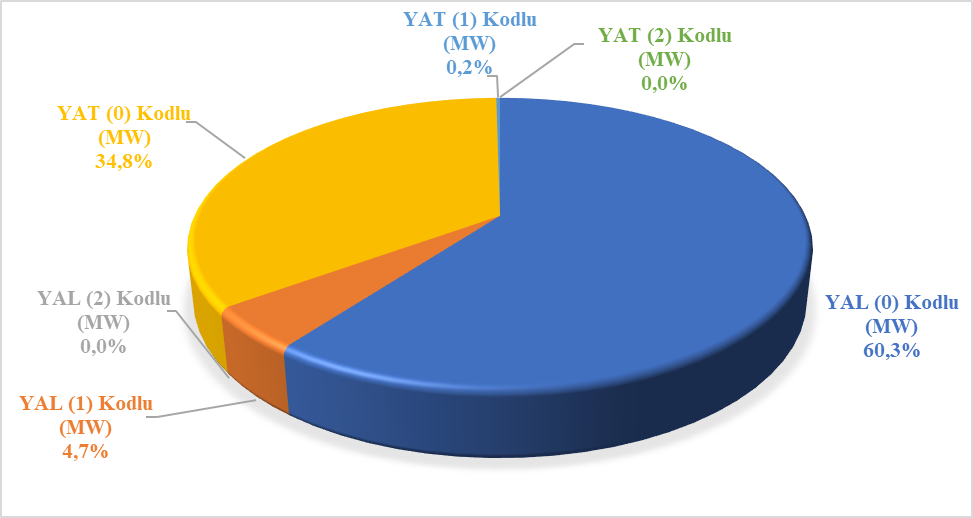 YAT (1) Kodlu
(MW)
0,2%
YAT (2) Kodlu
(MW)
0,0%
YAT (0) Kodlu
(MW)
34,8%
YAL (2) Kodlu
(MW)
0,0%
YAL (0) Kodlu
(MW)
60,3%
YAL (1) Kodlu
(MW)
4,7%